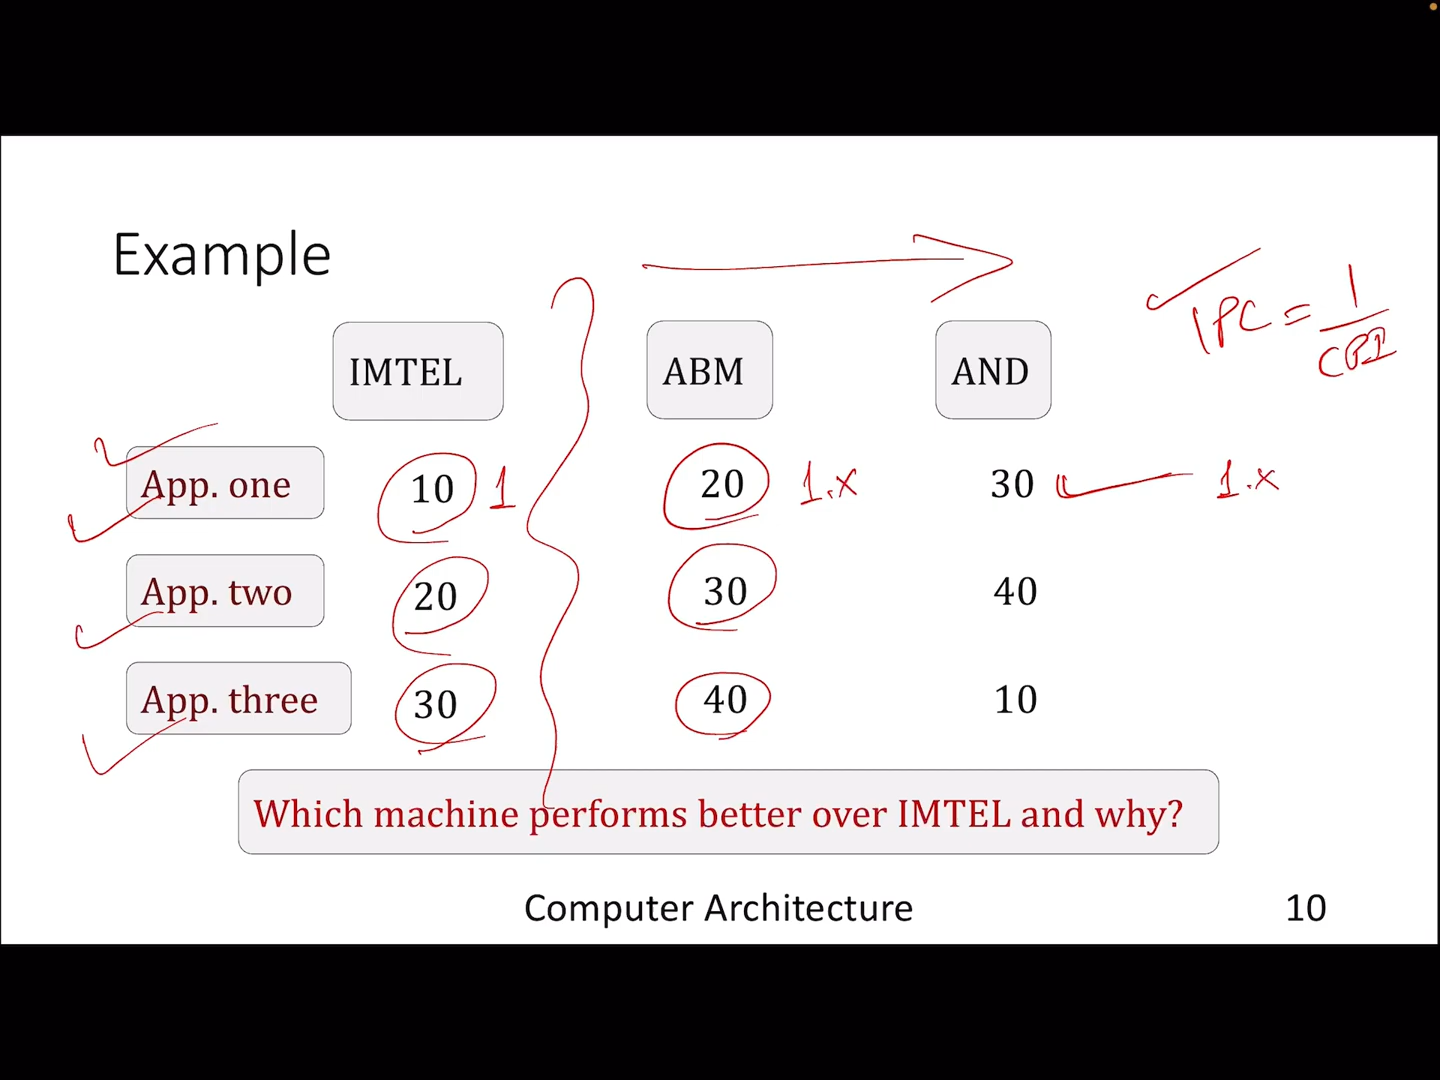 Example
IPC = 1/CPI
IMTEL ABM AND
App. one 10 1 20 1.x 30 1.x
App. two 20 30 40
App. three 30 40 10
Which machine performs better over IMTEL and why?
Computer Architecture 10